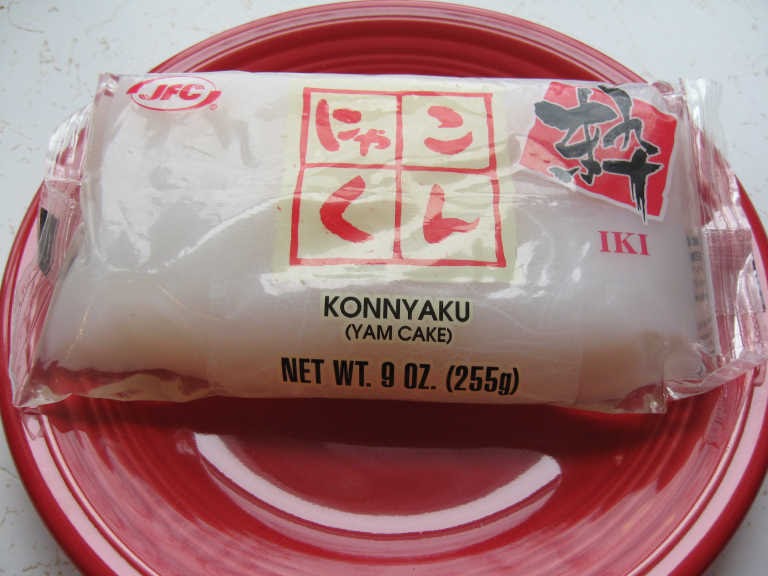 JFC®
こん
にゃく
粋
IKI
KONNYAKU
(YAM CAKE)
NET WT. 9 OZ. (255g)